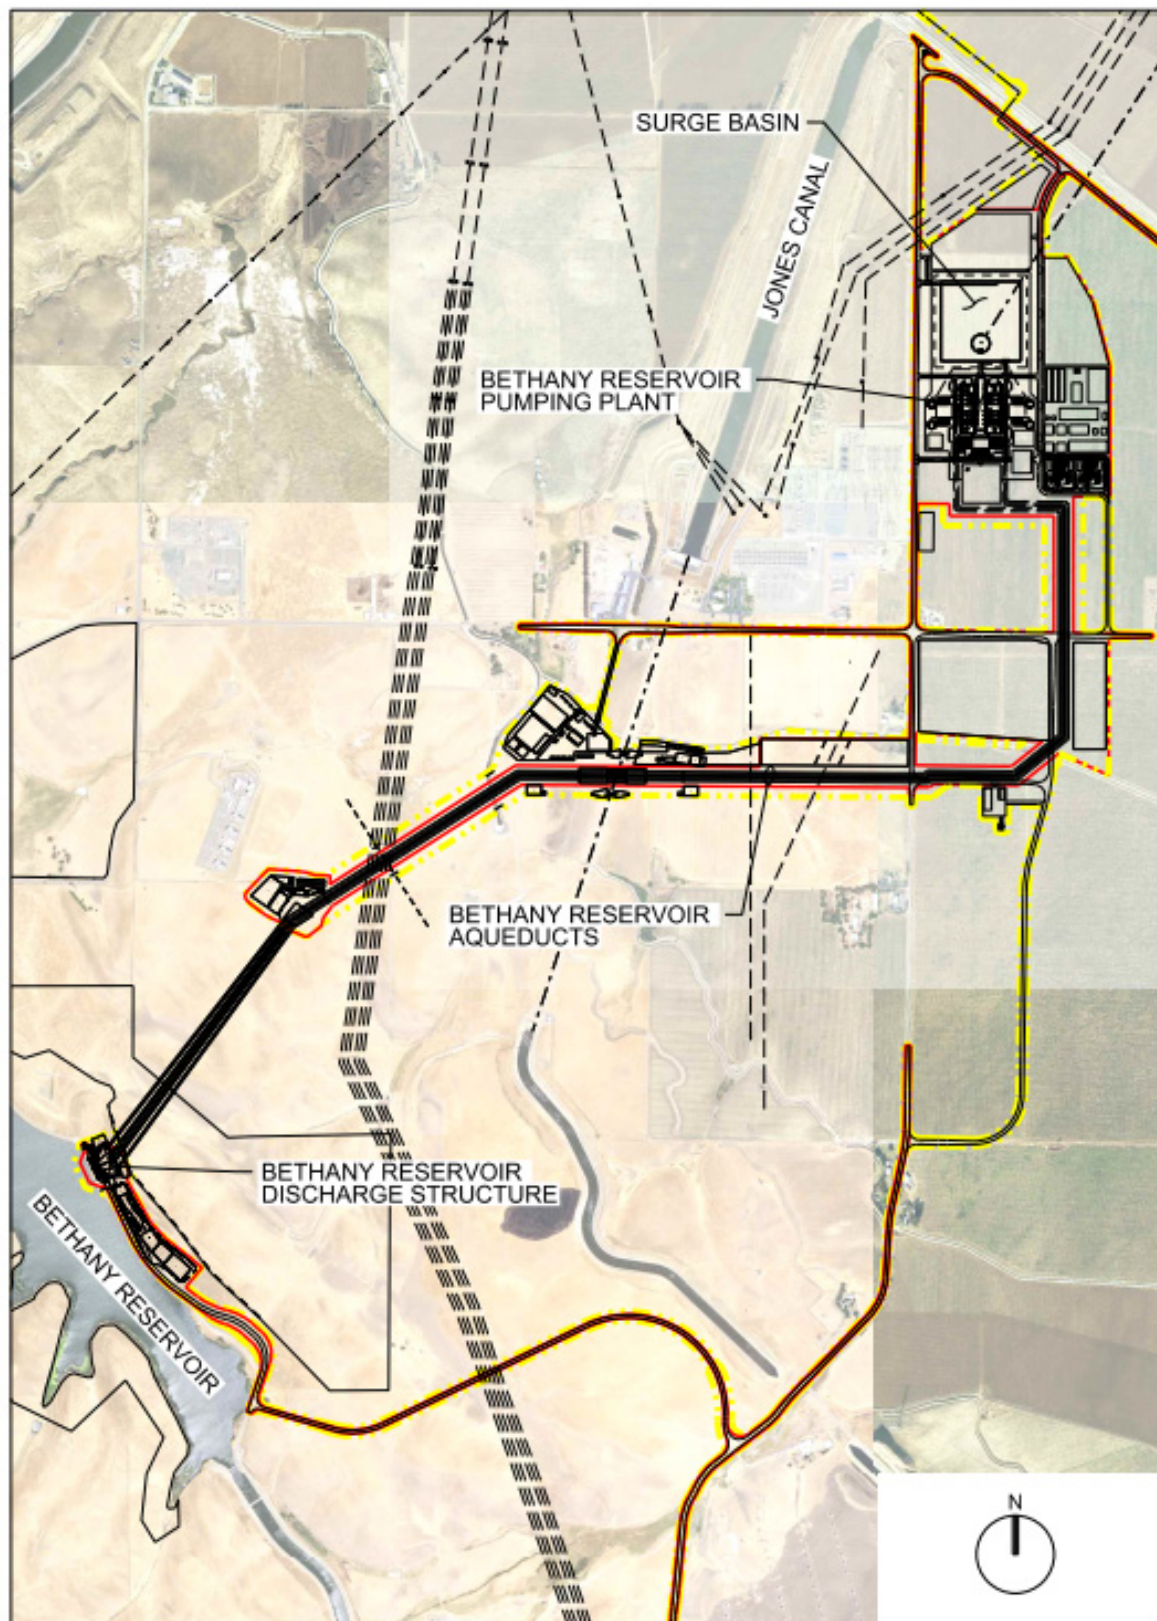 SURGE BASIN
JONES CANAL
BETHANY RESERVOIR
PUMPING PLANT
BETHANY RESERVOIR
AQUEDUCTS
BETHANY RESERVOIR
DISCHARGE STRUCTURE
BETHANY RESERVOIR
N